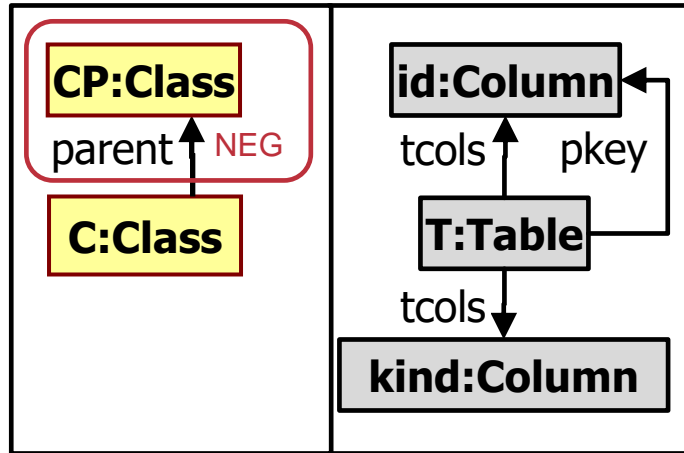 CP:Class
parent
NEG
C:Class
id:Column
tcols
pkey
T:Table
tcols
kind:Column